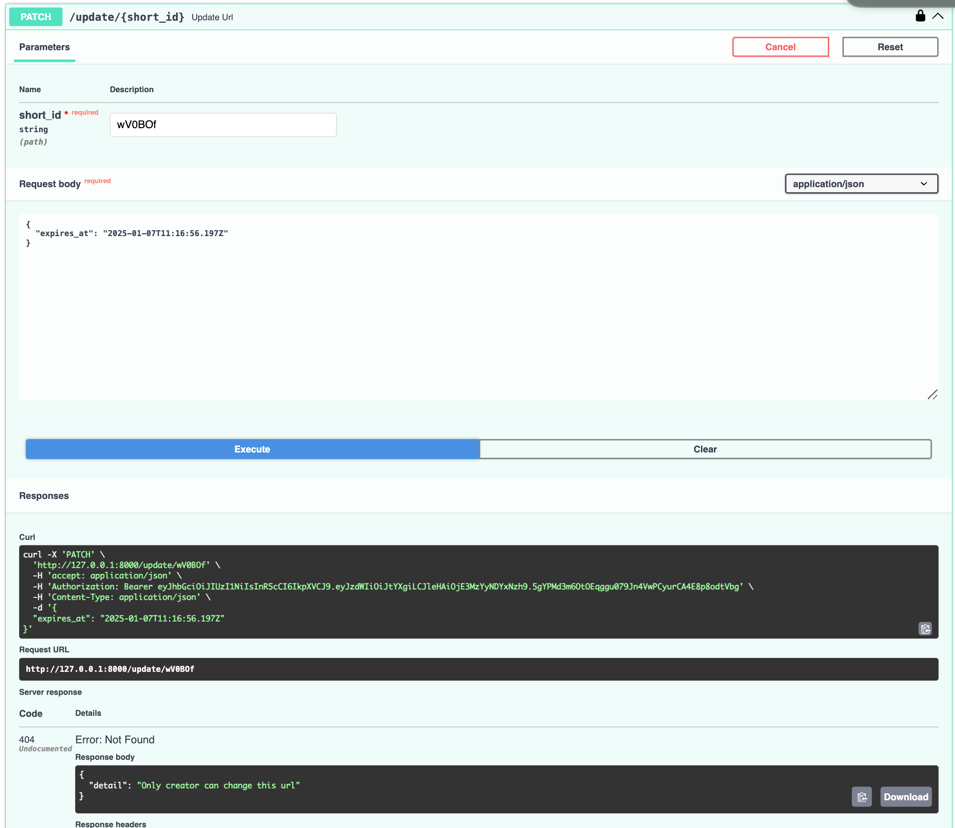 PATCH /update/{short_id} Update Url
Parameters Cancel Reset
Name Description
short_id * required
string
(path)
wV0BOf
Request body required application/json
{
"expires_at": "2025-01-07T11:16:56.197Z"
}
Execute Clear
Responses
Curl
curl -X 'PATCH' \
'http://127.0.0.1:8000/update/wV0BOf' \
-H 'accept: application/json' \
-H 'Authorization: Bearer eyJhbGciOiJIUzI1NiIsInR5cCI6IkpXVCJ9.eyJzdWIiOiJtYXgiLCJleHAiOjE3MzYyNDYxNzh9.5gYPMd3m6OtOEqggu079Jn4VwPCyurCA4E8p8odtVbg' \
-H 'Content-Type: application/json' \
-d '{
"expires_at": "2025-01-07T11:16:56.197Z"
}'
Request URL
http://127.0.0.1:8000/update/wV0BOf
Server response
Code Details
404
Undocumented
Error: Not Found
Response body
{
"detail": "Only creator can change this url"
}
Download
Response headers